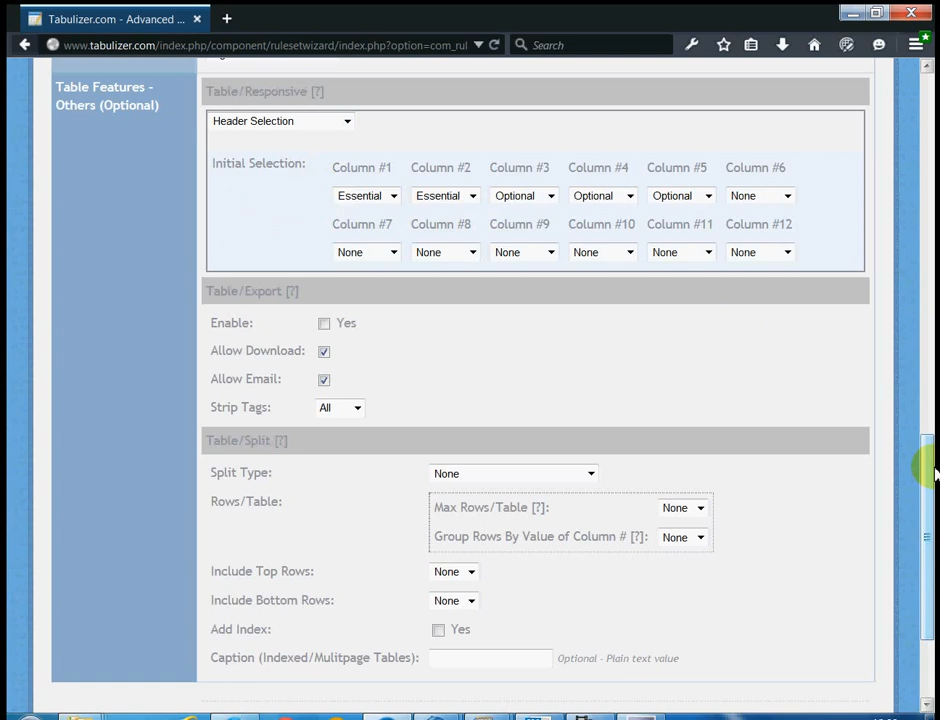 Tabulizer.com - Advanced ...
www.tabulizer.com/index.php/component/rulesetwizard/index.php?option=com_rul
Search
Table Features -
Others (Optional)
Table/Responsive [?]
Header Selection
Initial Selection:
Column #1 Column #2 Column #3 Column #4 Column #5 Column #6
Essential Essential Optional Optional Optional None
Column #7 Column #8 Column #9 Column #10 Column #11 Column #12
None None None None None None
Table/Export [?]
Enable: Yes
Allow Download:
Allow Email:
Strip Tags: All
Table/Split [?]
Split Type: None
Rows/Table: Max Rows/Table [?]: None
Group Rows By Value of Column # [?]: None
Include Top Rows: None
Include Bottom Rows: None
Add Index: Yes
Caption (Indexed/Mulitpage Tables): Optional - Plain text value